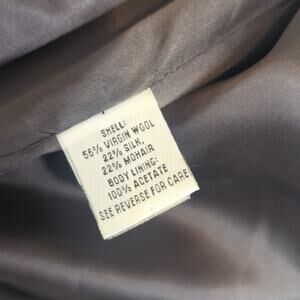 SHELL:
56% VIRGIN WOOL
22% SILK,
22% MOHAIR
BODY LINING:
100% ACETATE
SEE REVERSE FOR CARE